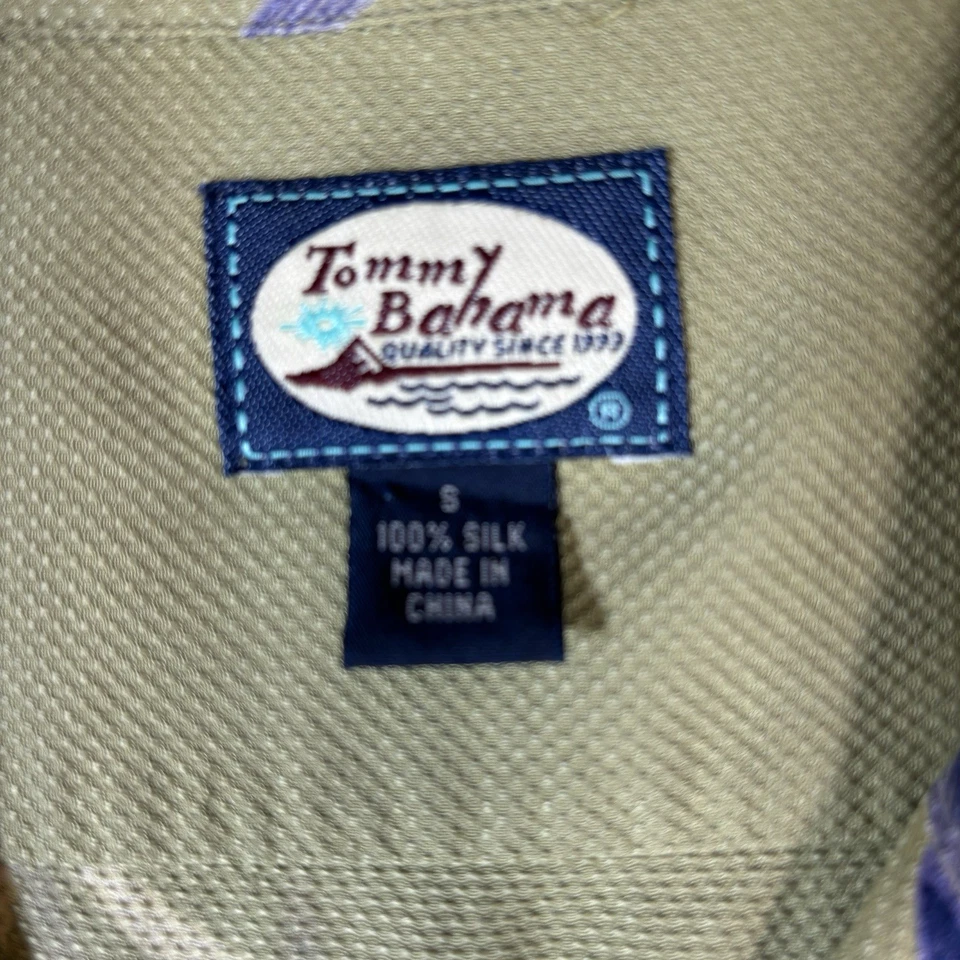 Tommy
Bahama
QUALITY SINCE 1993
®
S
100% SILK
MADE IN
CHINA